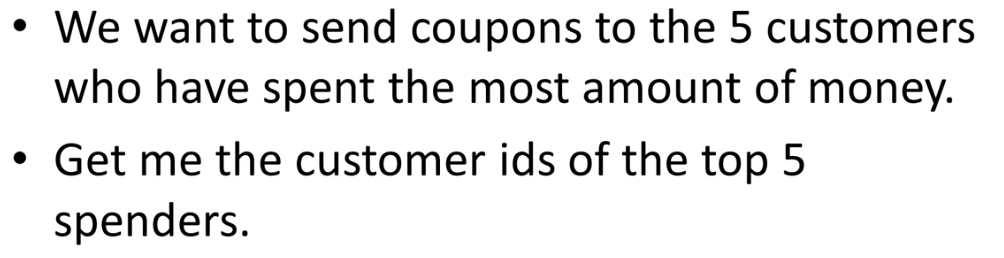 • We want to send coupons to the 5 customers
who have spent the most amount of money.
• Get me the customer ids of the top 5
spenders.